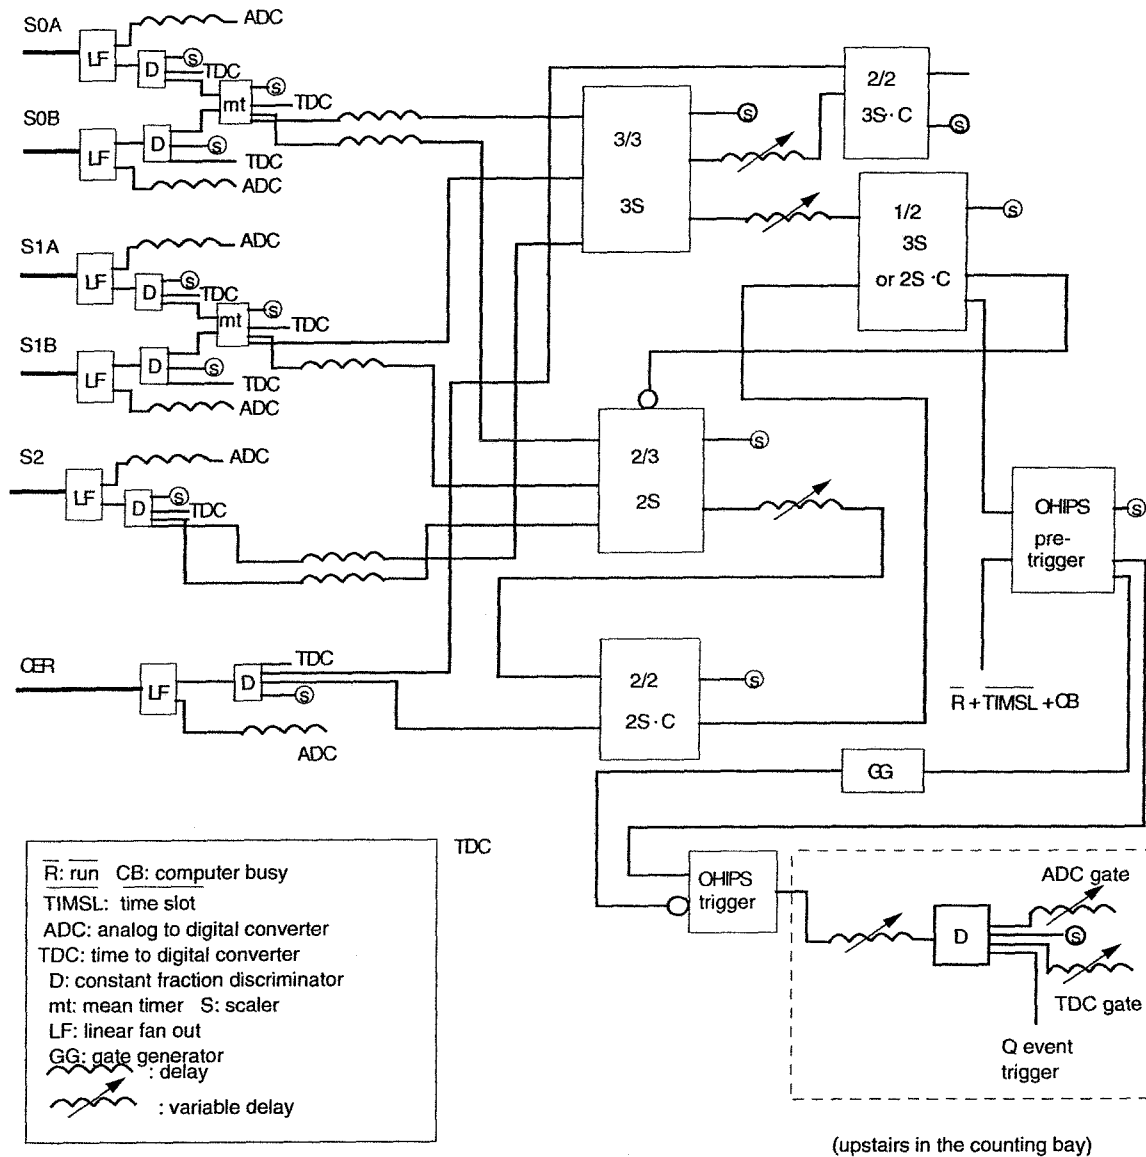 S0A
LF
ADC
D
S
TDC
mt
S
TDC
S0B
LF
D
S
TDC
ADC
S1A
LF
ADC
D
S
TDC
mt
S
TDC
S1B
LF
D
S
TDC
ADC
S2
LF
ADC
D
S
TDC
CER
LF
D
TDC
S
ADC
3/3
3S
S
2/2
3S·C
S
1/2
3S
or 2S·C
S
2/3
2S
S
2/2
2S·C
S
OHIPS
pre-
trigger
S
R + TIMSL + CB
GG
TDC
OHIPS
trigger
D
ADC gate
S
TDC gate
Q event
trigger
(upstairs in the counting bay)
R: run CB: computer busy
TIMSL: time slot
ADC: analog to digital converter
TDC: time to digital converter
D: constant fraction discriminator
mt: mean timer S: scaler
LF: linear fan out
GG: gate generator
: delay
: variable delay